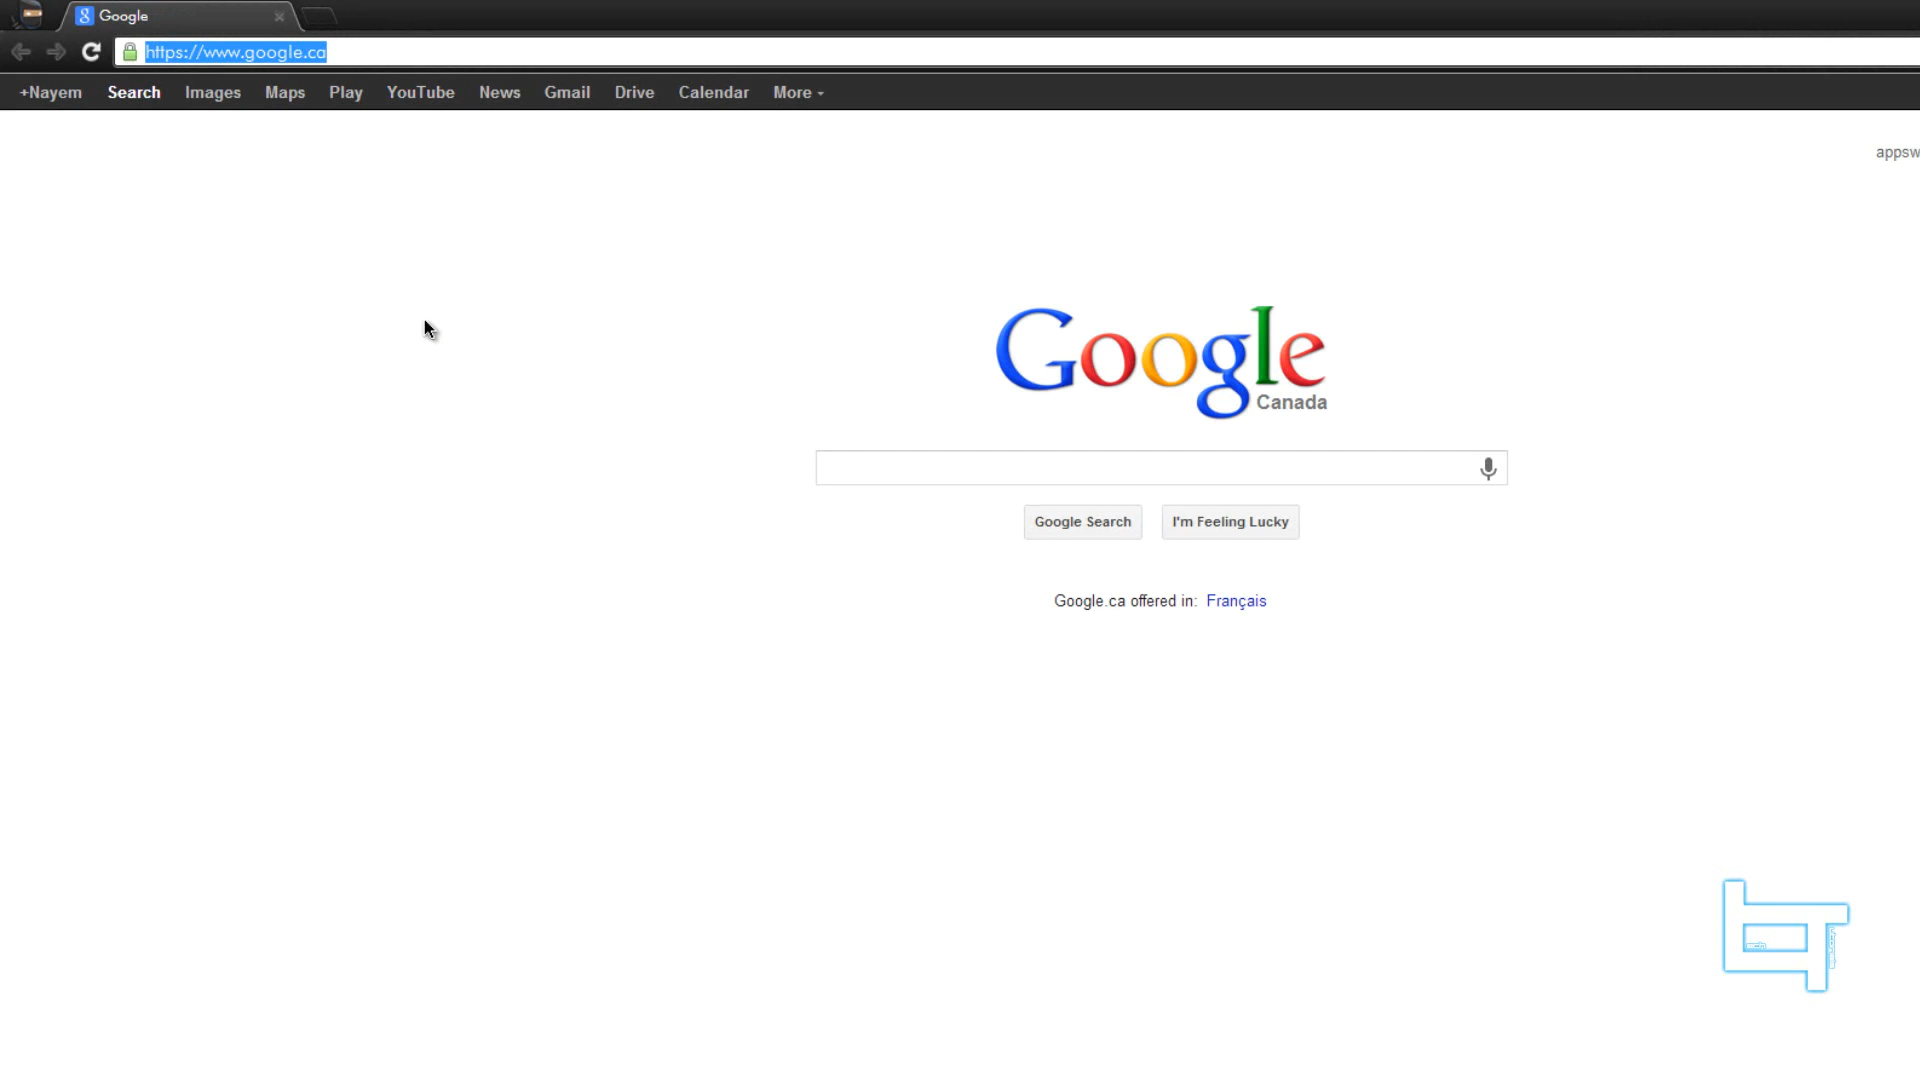 Google
https://www.google.ca
+Nayem Search Images Maps Play YouTube News Gmail Drive Calendar More
appsw
Google
Canada
Google Search I'm Feeling Lucky
Google.ca offered in: Français